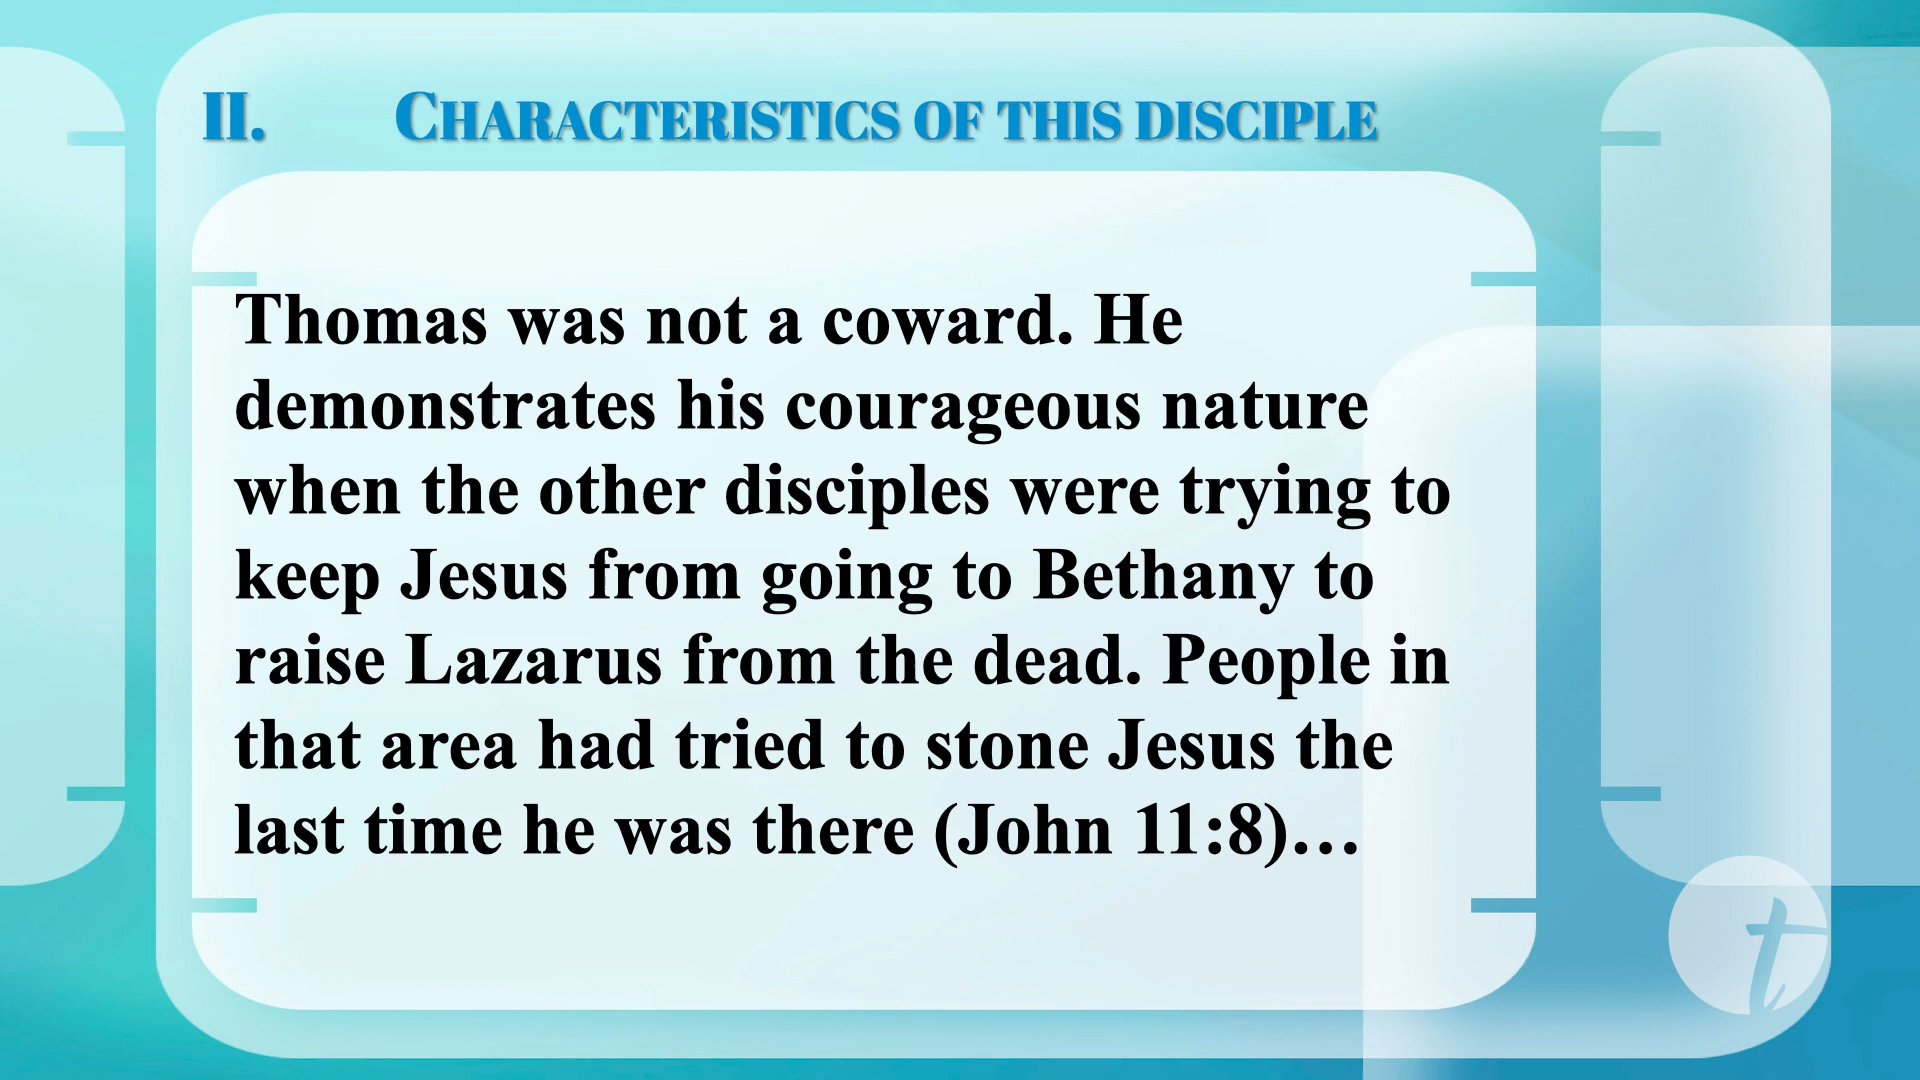 II. Characteristics of this disciple
Thomas was not a coward. He
demonstrates his courageous nature
when the other disciples were trying to
keep Jesus from going to Bethany to
raise Lazarus from the dead. People in
that area had tried to stone Jesus the
last time he was there (John 11:8)…
t